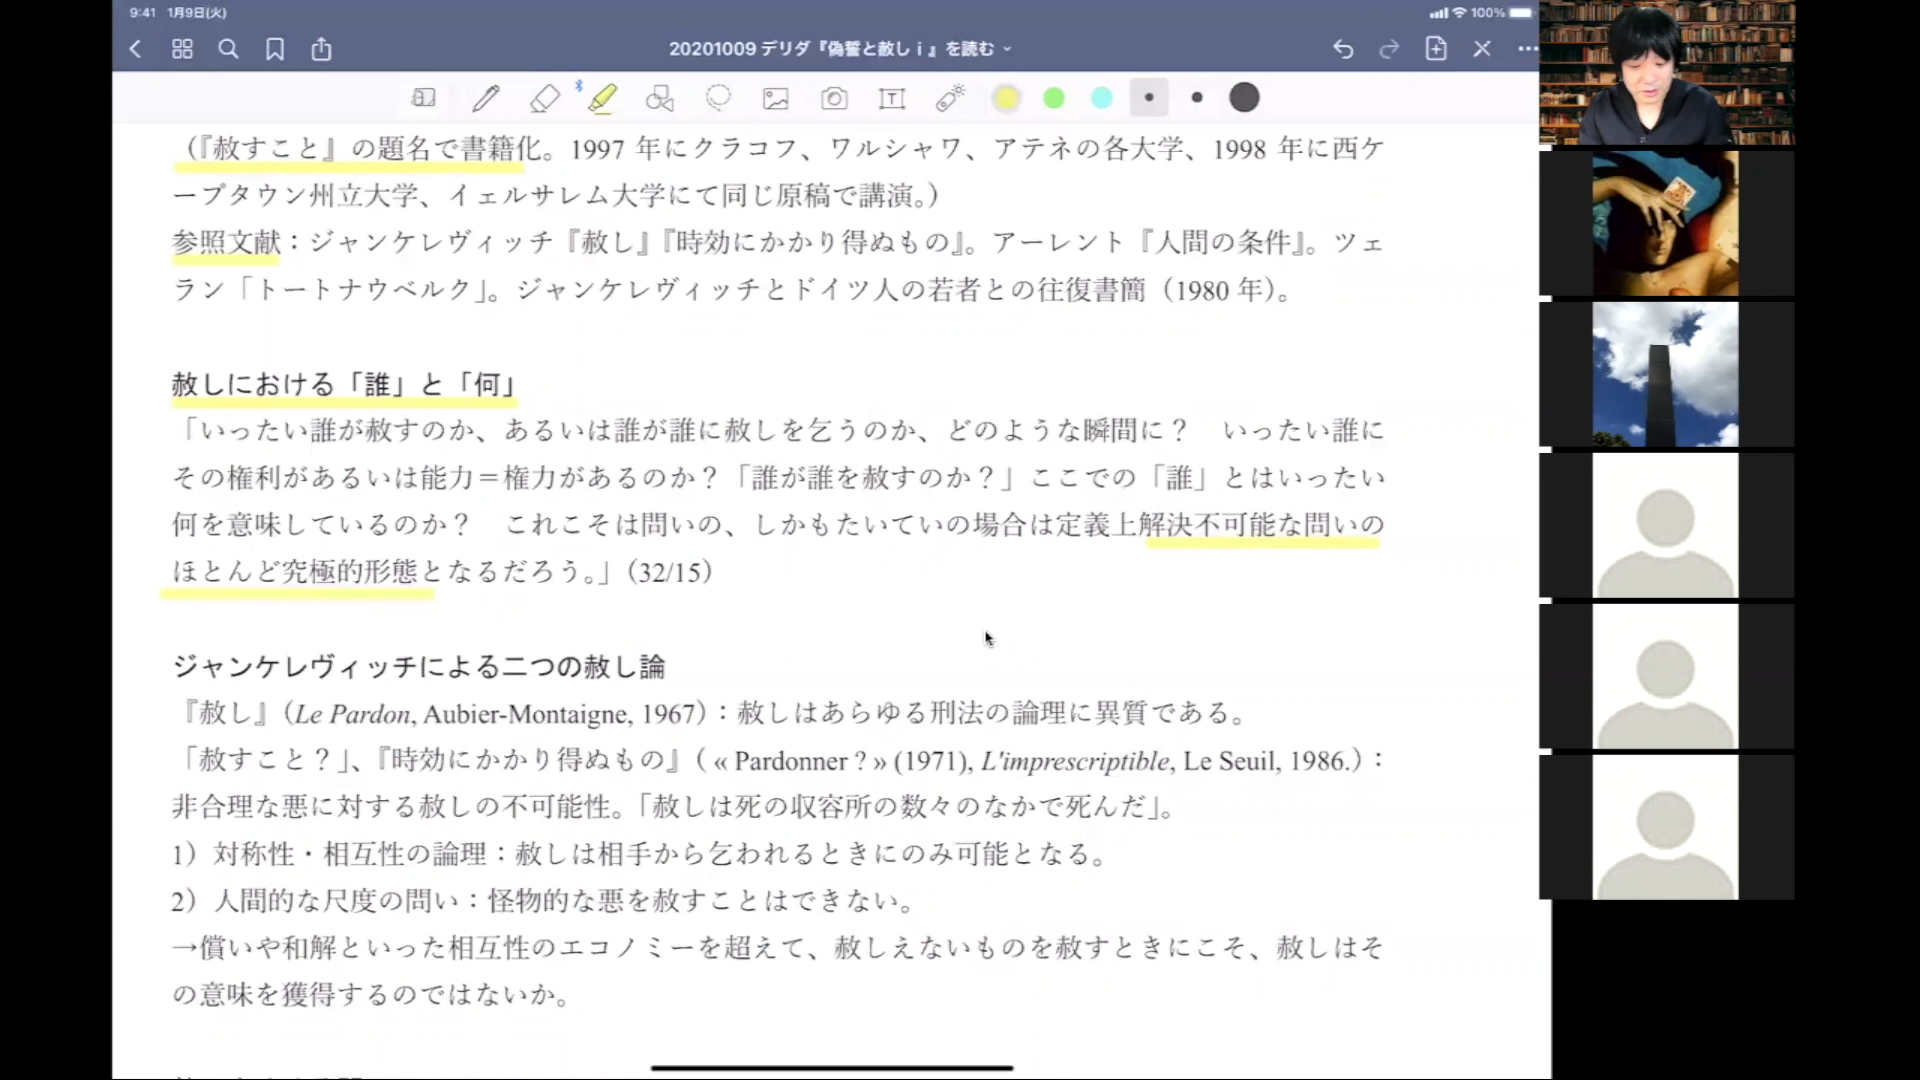 9:41 1月9日(火)
100%
20201009 デリダ『偽誓と赦し i 』を読む
（『赦すこと』の題名で書籍化。1997 年にクラコフ、ワルシャワ、アテネの各大学、1998 年に西ケ
ープタウン州立大学、イェルサレム大学にて同じ原稿で講演。）
参照文献：ジャンケレヴィッチ『赦し』『時効にかかり得ぬもの』。アーレント『人間の条件』。ツェ
ラン「トートナウベルク」。ジャンケレヴィッチとドイツ人の若者との往復書簡（1980 年）。
赦しにおける「誰」と「何」
「いったい誰が赦すのか、あるいは誰が誰に赦しを乞うのか、どのような瞬間に？　いったい誰に
その権利があるいは能力＝権力があるのか？「誰が誰を赦すのか？」ここでの「誰」とはいったい
何を意味しているのか？　これこそは問いの、しかもたいていの場合は定義上解決不可能な問いの
ほとんど究極的形態となるだろう。」（32/15）
ジャンケレヴィッチによる二つの赦し論
『赦し』（Le Pardon, Aubier-Montaigne, 1967）：赦しはあらゆる刑法の論理に異質である。
「赦すこと？」、『時効にかかり得ぬもの』（ « Pardonner ? » (1971), L'imprescriptible, Le Seuil, 1986.）：
非合理な悪に対する赦しの不可能性。「赦しは死の収容所の数々のなかで死んだ」。
1）対称性・相互性の論理：赦しは相手から乞われるときにのみ可能となる。
2）人間的な尺度の問い：怪物的な悪を赦すことはできない。
→償いや和解といった相互性のエコノミーを超えて、赦しえないものを赦すときにこそ、赦しはそ
の意味を獲得するのではないか。